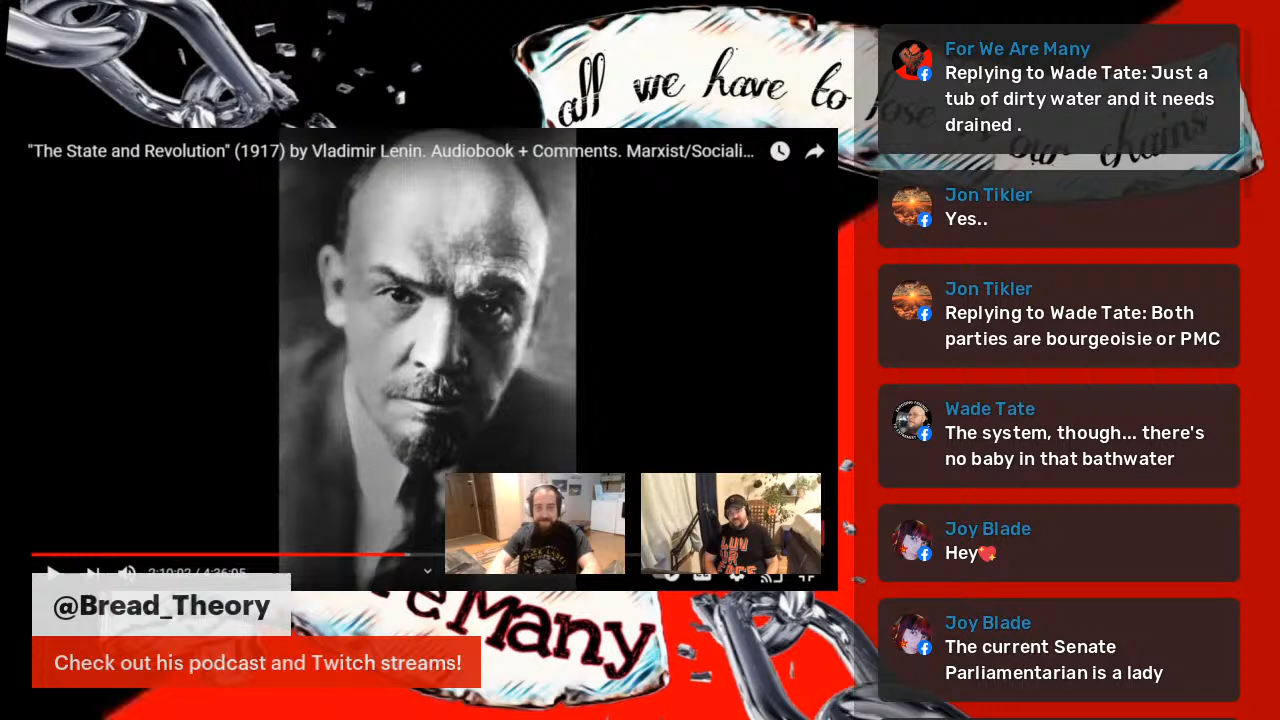 all we have to lose
our chains
"The State and Revolution" (1917) by Vladimir Lenin. Audiobook + Comments. Marxist/Sociali...
2:10:02 / 4:36:05
re Many
@Bread_Theory
Check out his podcast and Twitch streams!
For We Are Many
Replying to Wade Tate: Just a
tub of dirty water and it needs
drained .
Jon Tikler
Yes..
Jon Tikler
Replying to Wade Tate: Both
parties are bourgeoisie or PMC
Wade Tate
The system, though... there's
no baby in that bathwater
Joy Blade
Hey💖
Joy Blade
The current Senate
Parliamentarian is a lady